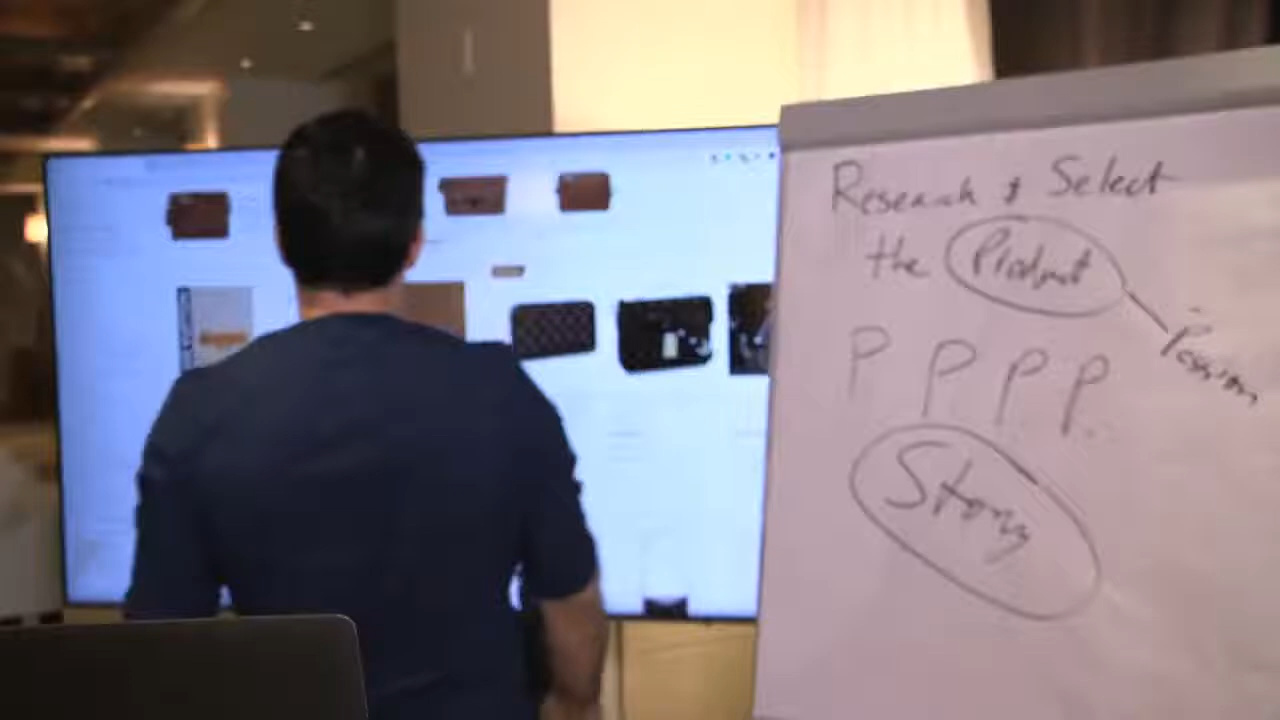 Research & Select
the Product
Passion
P P P P
Story